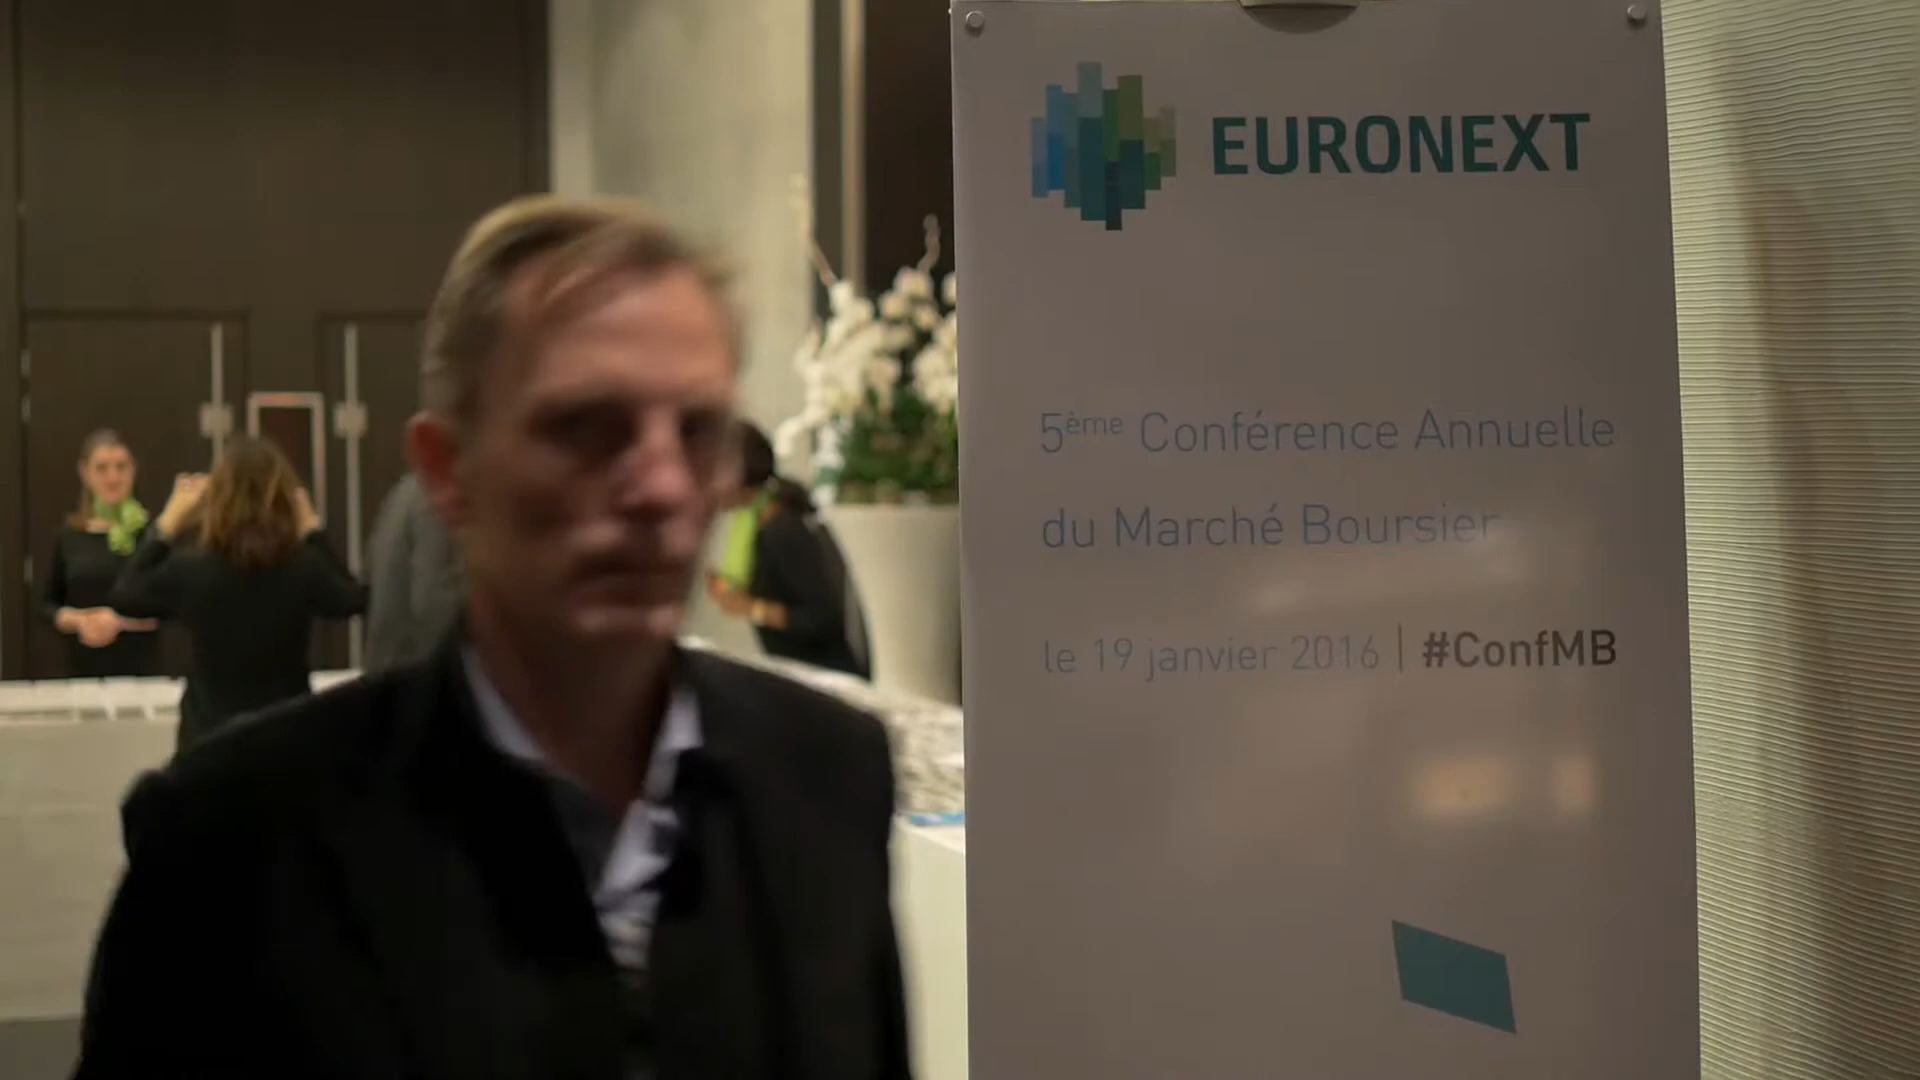 EURONEXT
5ème Conférence Annuelle
du Marché Boursier
le 19 janvier 2016 | #ConfMB